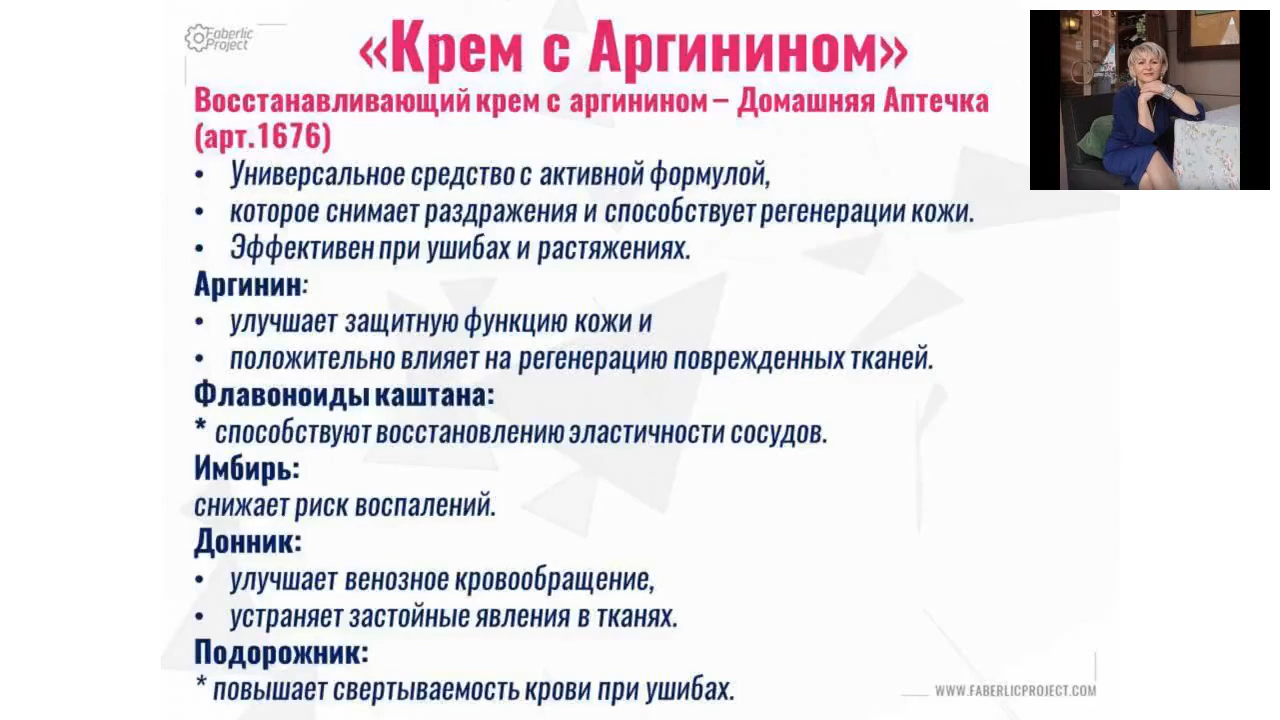 Faberlic
Project
«Крем с Аргинином»
Восстанавливающий крем с аргинином – Домашняя Аптечка
(арт.1676)
• Универсальное средство с активной формулой,
• которое снимает раздражения и способствует регенерации кожи.
• Эффективен при ушибах и растяжениях.
Аргинин:
• улучшает защитную функцию кожи и
• положительно влияет на регенерацию поврежденных тканей.
Флавоноиды каштана:
* способствуют восстановлению эластичности сосудов.
Имбирь:
снижает риск воспалений.
Донник:
• улучшает венозное кровообращение,
• устраняет застойные явления в тканях.
Подорожник:
* повышает свертываемость крови при ушибах.
WWW.FABERLICPROJECT.COM